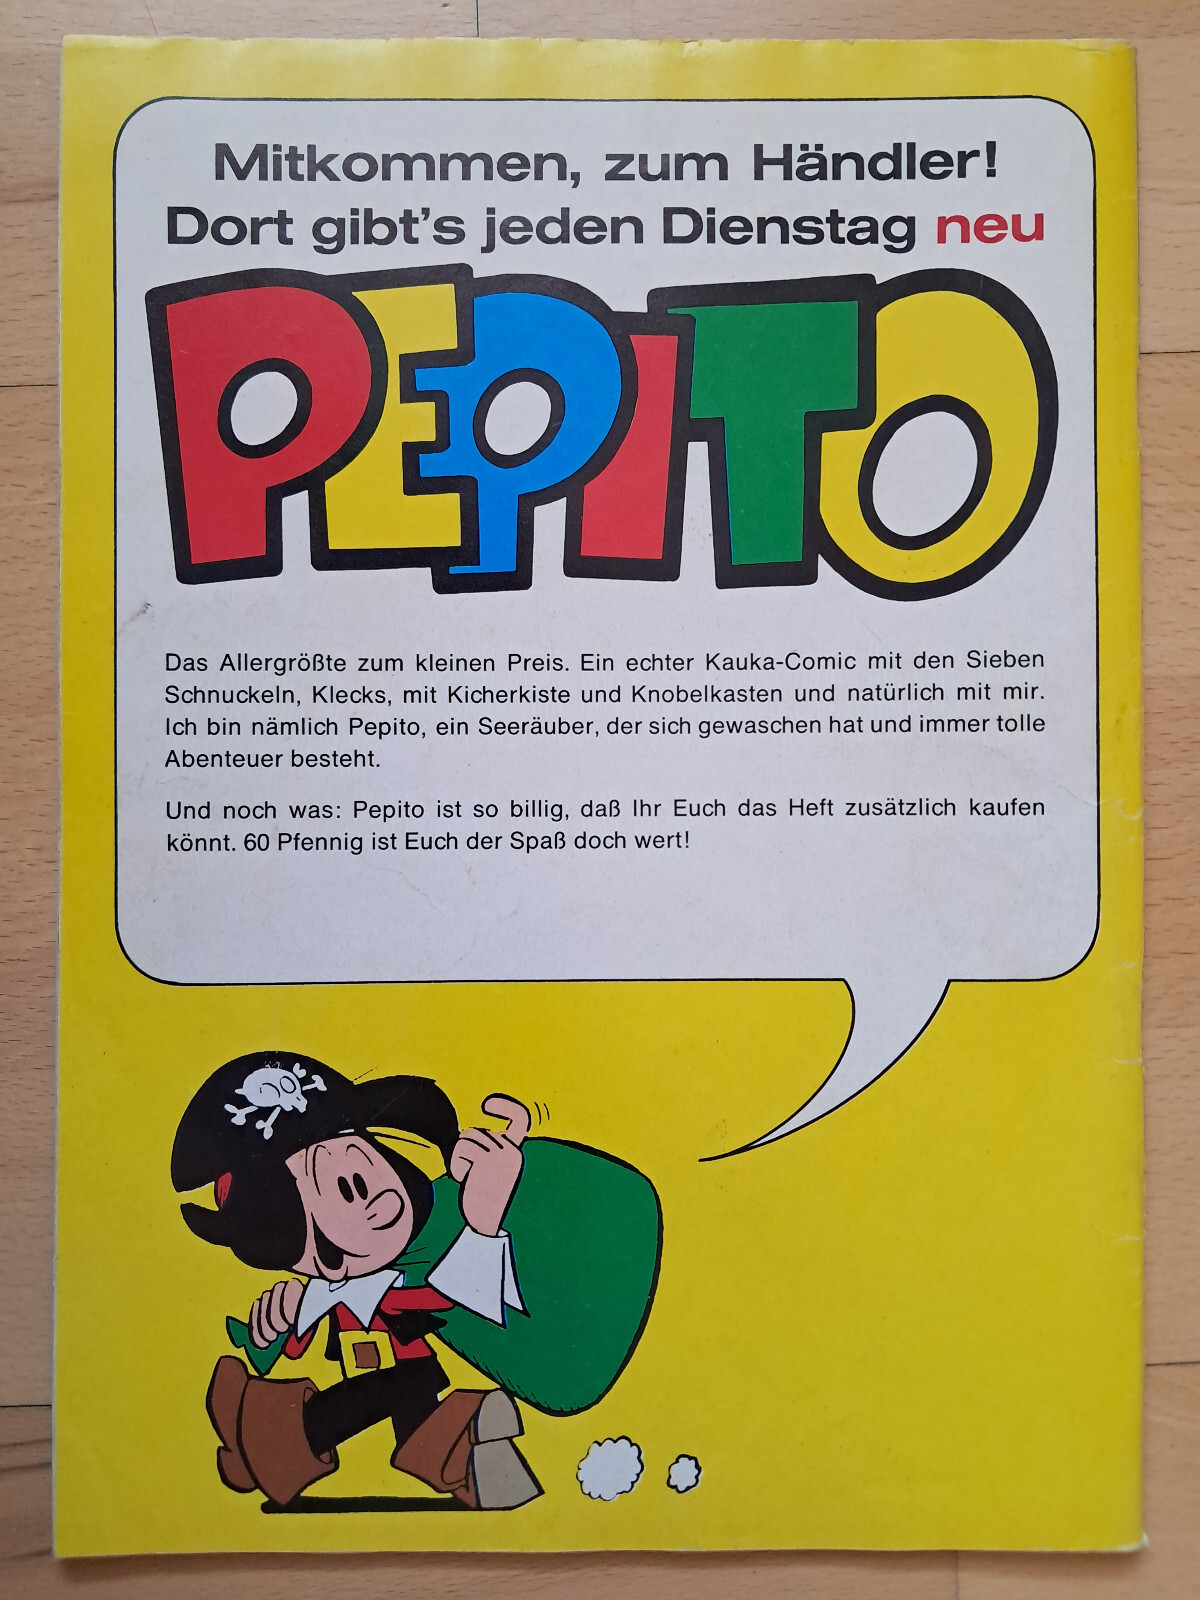 Mitkommen, zum Händler!
Dort gibt's jeden Dienstag neu
PEPITO
Das Allergrößte zum kleinen Preis. Ein echter Kauka-Comic mit den Sieben
Schnuckeln, Klecks, mit Kicherkiste und Knobelkasten und natürlich mit mir.
Ich bin nämlich Pepito, ein Seeräuber, der sich gewaschen hat und immer tolle
Abenteuer besteht.
Und noch was: Pepito ist so billig, daß Ihr Euch das Heft zusätzlich kaufen
könnt. 60 Pfennig ist Euch der Spaß doch wert!